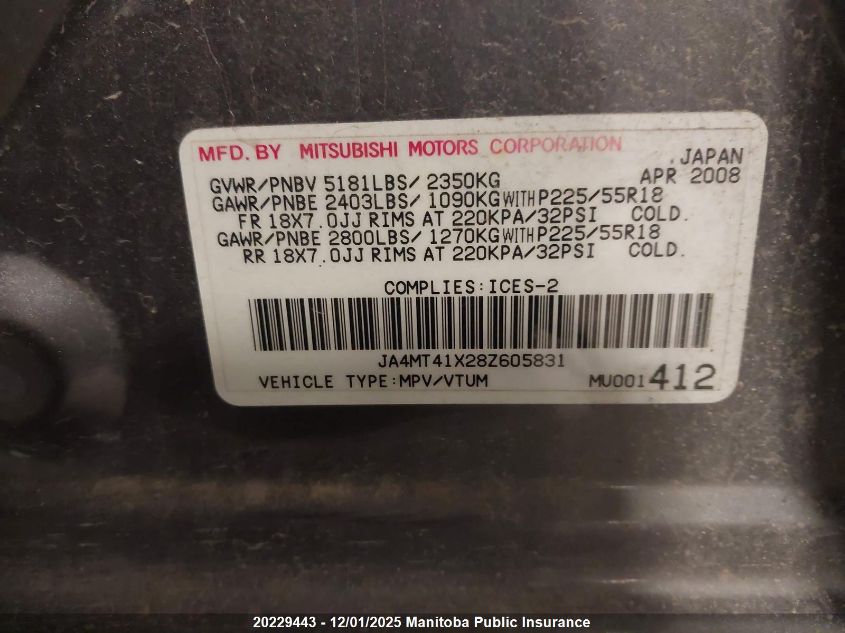 MFD. BY MITSUBISHI MOTORS CORPORATION JAPAN
GVWR/PNBV 5181LBS/ 2350KG APR 2008
GAWR/PNBE 2403LBS/ 1090KG WITH P225/55R18
FR 18X7.0JJ RIMS AT 220KPA/32PSI COLD.
GAWR/PNBE 2800LBS/ 1270KG WITH P225/55R18
RR 18X7.0JJ RIMS AT 220KPA/32PSI COLD.
COMPLIES:ICES-2
JA4MT41X28Z605831
VEHICLE TYPE:MPV/VTUM MU001412
20229443 - 12/01/2025 Manitoba Public Insurance